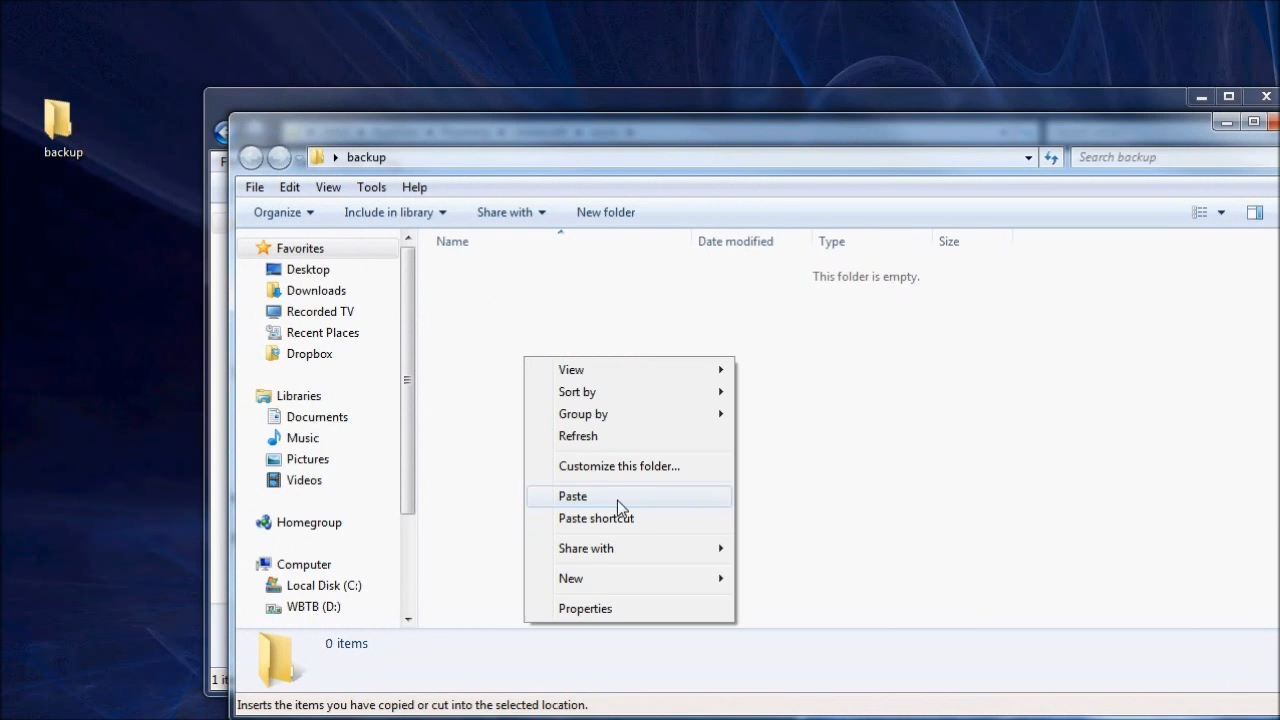 backup
backup
Search backup
File Edit View Tools Help
Organize Include in library Share with New folder
Name Date modified Type Size
This folder is empty.
Favorites
Desktop
Downloads
Recorded TV
Recent Places
Dropbox
Libraries
Documents
Music
Pictures
Videos
Homegroup
Computer
Local Disk (C:)
WBTB (D:)
View
Sort by
Group by
Refresh
Customize this folder...
Paste
Paste shortcut
Share with
New
Properties
0 items
Inserts the items you have copied or cut into the selected location.